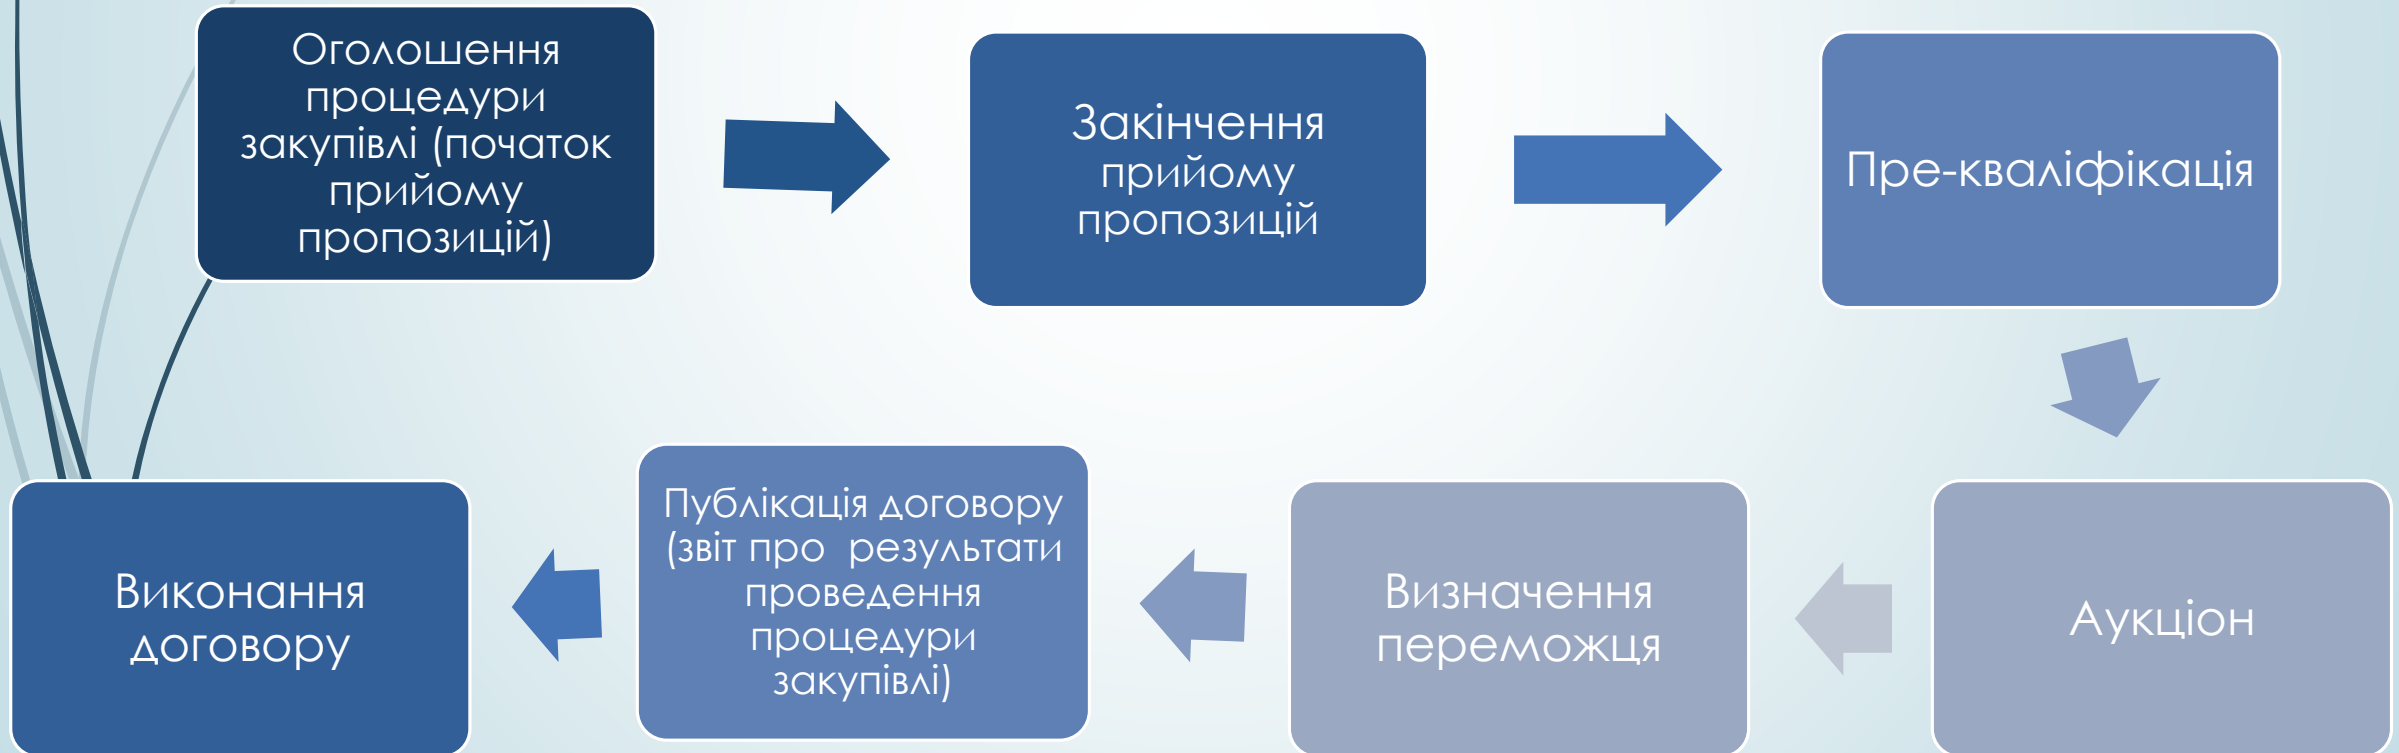 Оголошення
процедури
закупівлі (початок
прийому
пропозицій)
Закінчення
прийому
пропозицій
Пре-кваліфікація
Аукціон
Визначення
переможця
Публікація договору
(звіт про результати
проведення
процедури
закупівлі)
Виконання
договору